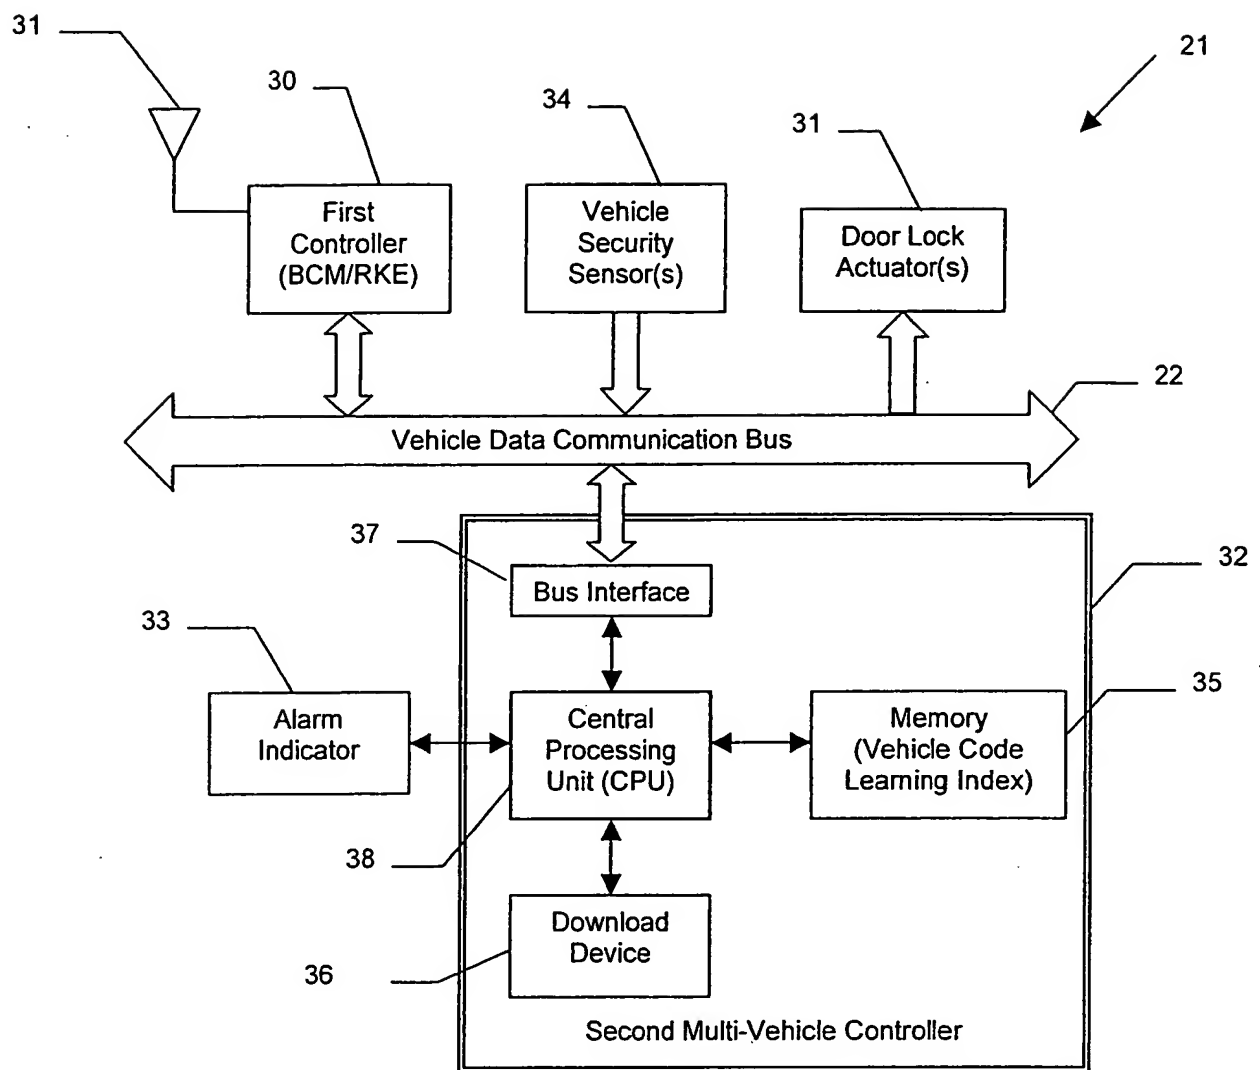 31
21
30
34
31
First
Controller
(BCM/RKE)
Vehicle
Security
Sensor(s)
Door Lock
Actuator(s)
22
Vehicle Data Communication Bus
37
32
Bus Interface
33
35
Alarm
Indicator
Central
Processing
Unit (CPU)
Memory
(Vehicle Code
Learning Index)
38
Download
Device
36
Second Multi-Vehicle Controller